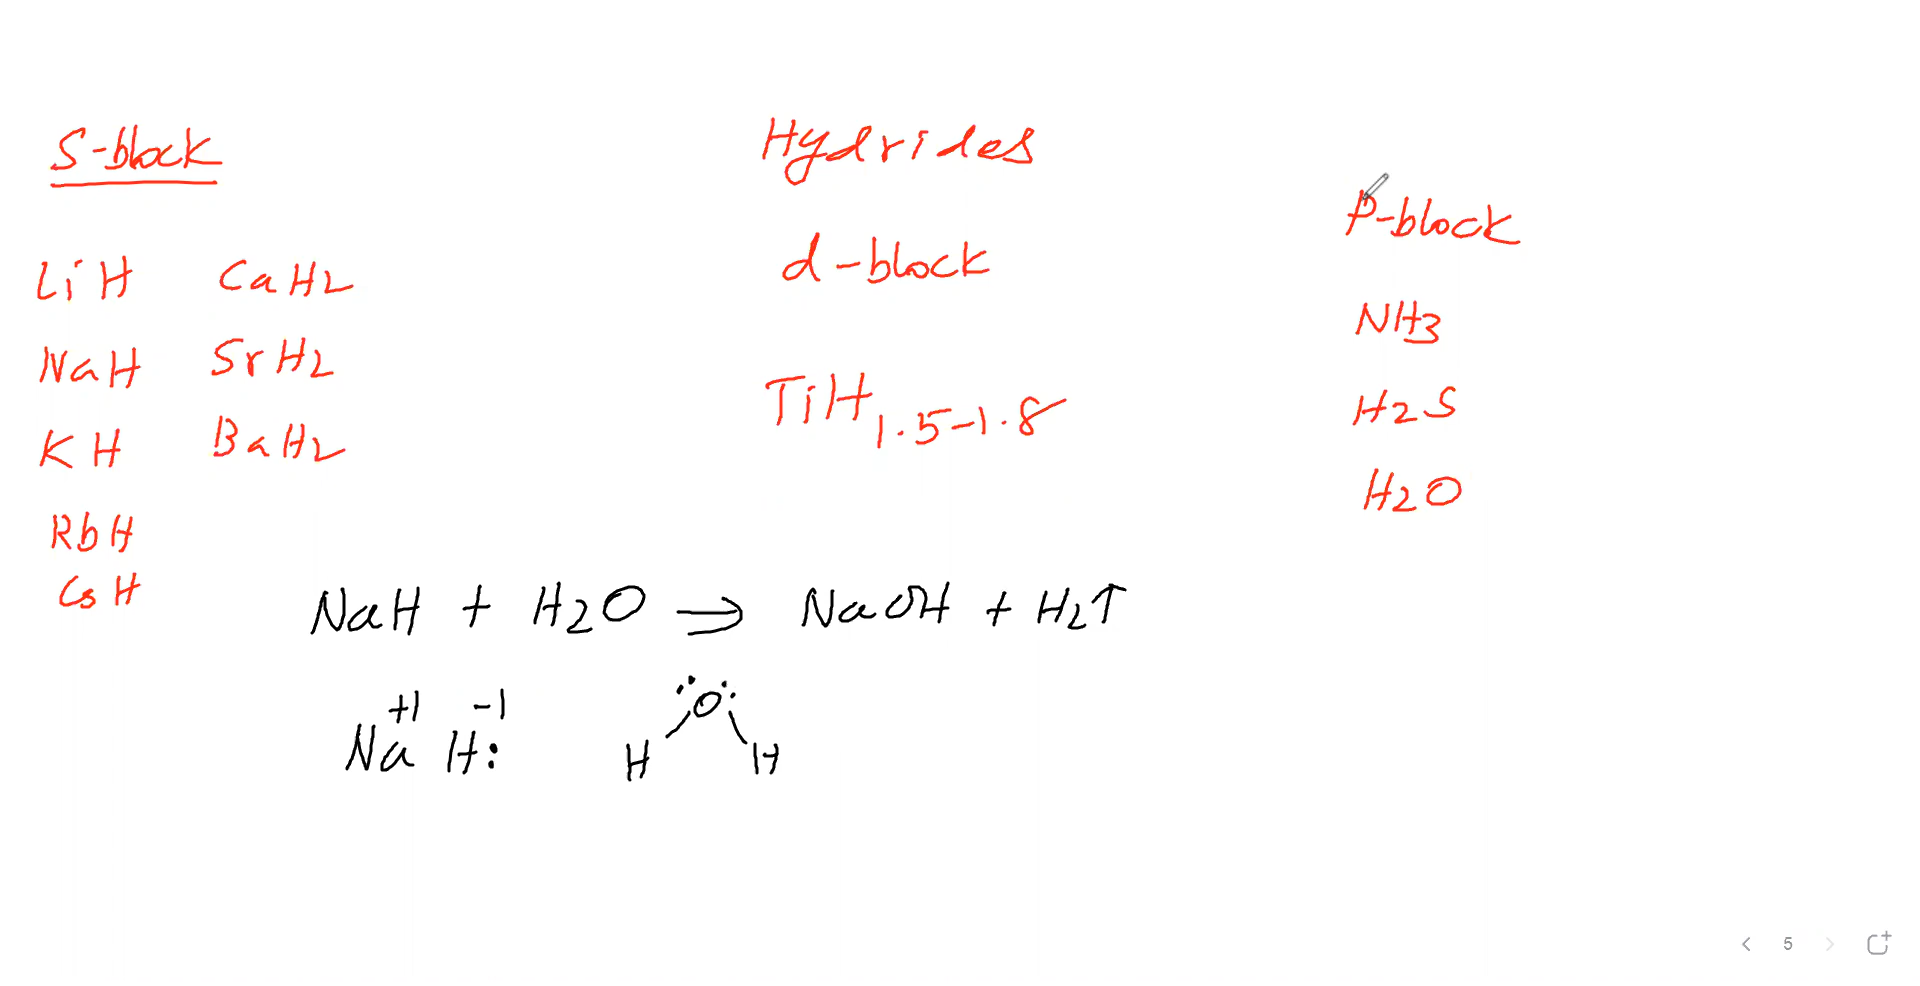 Hydrides
S-block
LiH CaH2
NaH SrH2
KH BaH2
RbH
CsH
d-block
TiH1.5-1.8
p-block
NH3
H2S
H2O
NaH + H2O ⇒ NaOH + H2↑
+1 -1
Na H:
O
H H
5